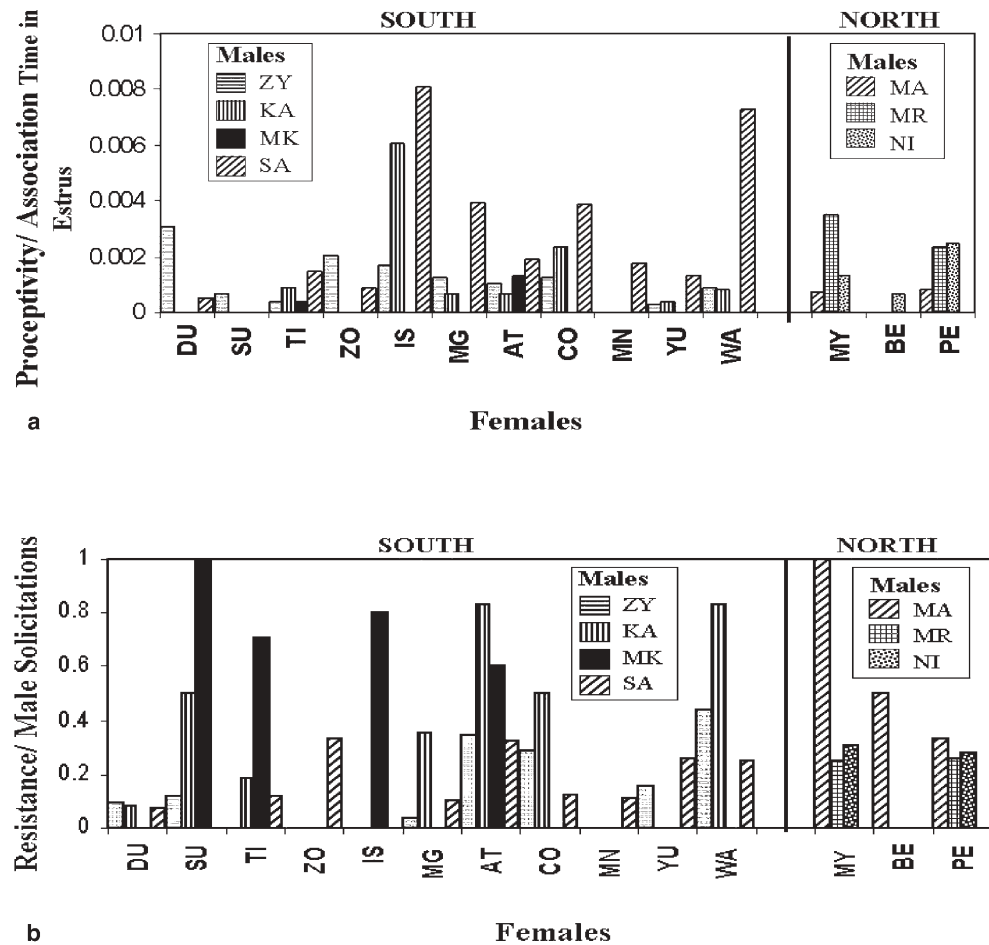 SOUTH NORTH
Proceptivity/ Association Time in
Estrus
0.01
0.008
0.006
0.004
0.002
0
Males
ZY
KA
MK
SA
Males
MA
MR
NI
DU SU TI ZO IS MG AT CO MN YU WA MY BE PE
a
Females
SOUTH NORTH
Resistance/ Male Solicitations
1
0.8
0.6
0.4
0.2
0
Males
ZY
KA
MK
SA
Males
MA
MR
NI
DU SU TI ZO IS MG AT CO MN YU WA MY BE PE
b
Females